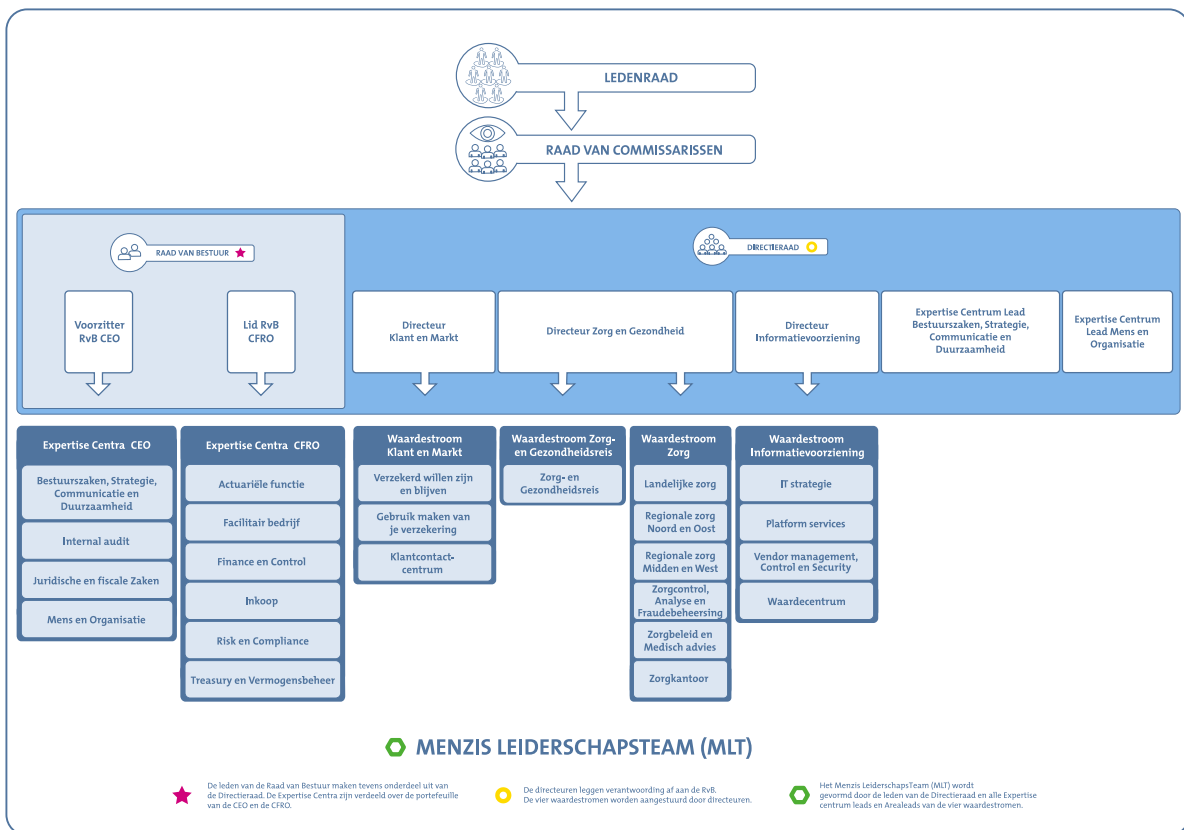 LEDENRAAD
RAAD VAN COMMISSARISSEN
RAAD VAN BESTUUR
DIRECTIERAAD
Voorzitter
RvB CEO
Lid RvB
CFRO
Directeur
Klant en Markt
Directeur Zorg en Gezondheid
Directeur
Informatievoorziening
Expertise Centrum Lead
Bestuurszaken, Strategie,
Communicatie en
Duurzaamheid
Expertise Centrum
Lead Mens en
Organisatie
Expertise Centra CEO
Bestuurszaken, Strategie,
Communicatie en
Duurzaamheid
Internal audit
Juridische en fiscale Zaken
Mens en Organisatie
Expertise Centra CFRO
Actuariële functie
Facilitair bedrijf
Finance en Control
Inkoop
Risk en Compliance
Treasury en Vermogensbeheer
Waardestroom
Klant en Markt
Verzekerd willen zijn
en blijven
Gebruik maken van
je verzekering
Klantcontact-
centrum
Waardestroom Zorg-
en Gezondheidsreis
Zorg- en
Gezondheidsreis
Waardestroom
Zorg
Landelijke zorg
Regionale zorg
Noord en Oost
Regionale zorg
Midden en West
Zorgcontrol,
Analyse en
Fraudebeheersing
Zorgbeleid en
Medisch advies
Zorgkantoor
Waardestroom
Informatievoorziening
IT strategie
Platform services
Vendor management,
Control en Security
Waardecentrum
MENZIS LEIDERSCHAPSTEAM (MLT)
De leden van de Raad van Bestuur maken tevens onderdeel uit van
de Directieraad. De Expertise Centra zijn verdeeld over de portefeuille
van de CEO en de CFRO.
De directeuren leggen verantwoording af aan de RvB.
De vier waardestromen worden aangestuurd door directeuren.
Het Menzis LeiderschapsTeam (MLT) wordt
gevormd door de leden van de Directieraad en alle Expertise
centrum leads en Arealeads van de vier waardestromen.